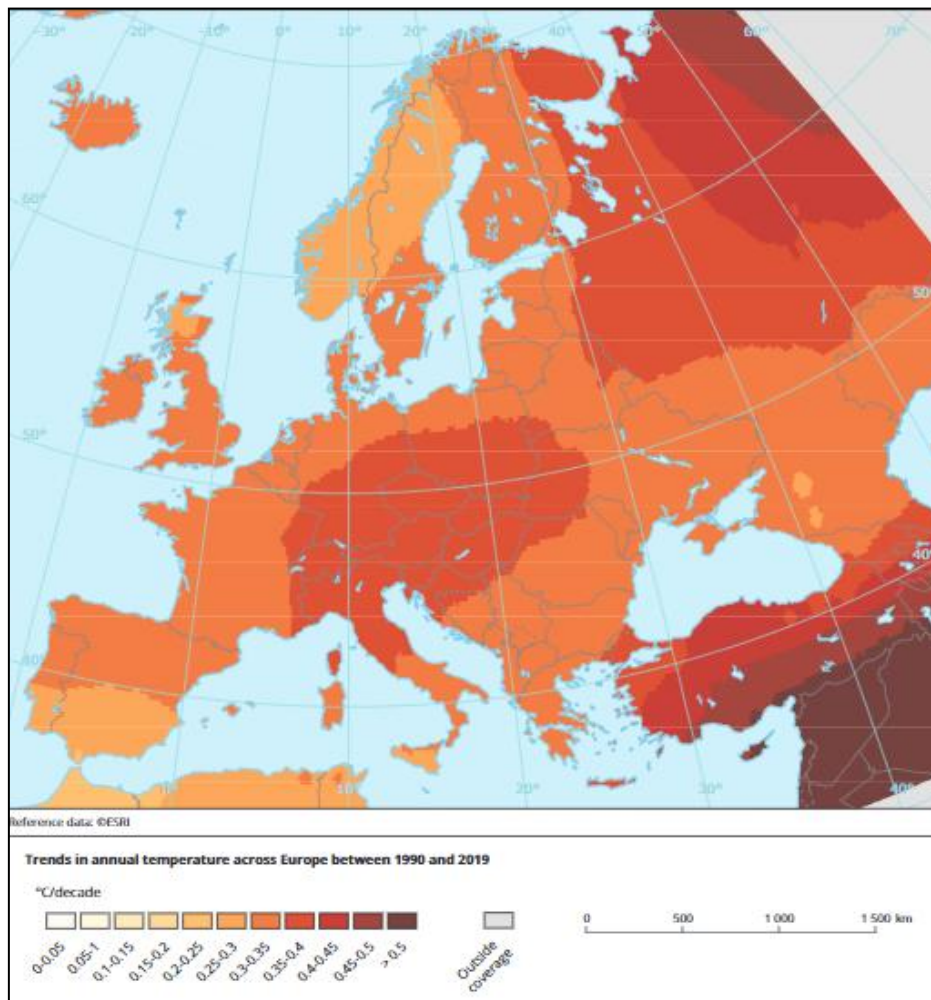 -30° -20° -10° 0° 10° 20° 30° 40° 50° 60° 70°
60°
50°
50°
40°
40°
0° 10° 20° 30° 40°
Reference data: ©ESRI
Trends in annual temperature across Europe between 1990 and 2019
°C/decade
0-0.05 0.05-1 0.1-0.15 0.15-0.2 0.2-0.25 0.25-0.3 0.3-0.35 0.35-0.4 0.4-0.45 0.45-0.5 > 0.5
Outside
coverage
0 500 1 000 1 500 km